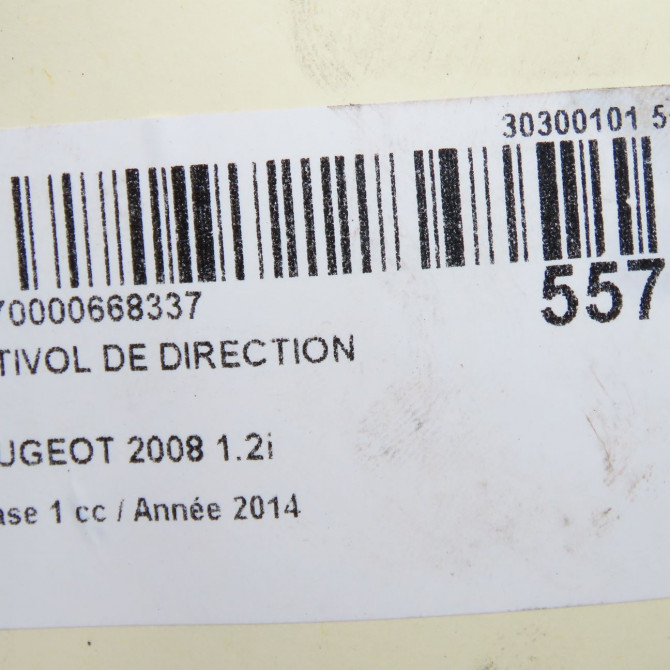 30300101 5
70000668337
557
TIVOL DE DIRECTION
UGEOT 2008 1.2i
ase 1 cc / Année 2014